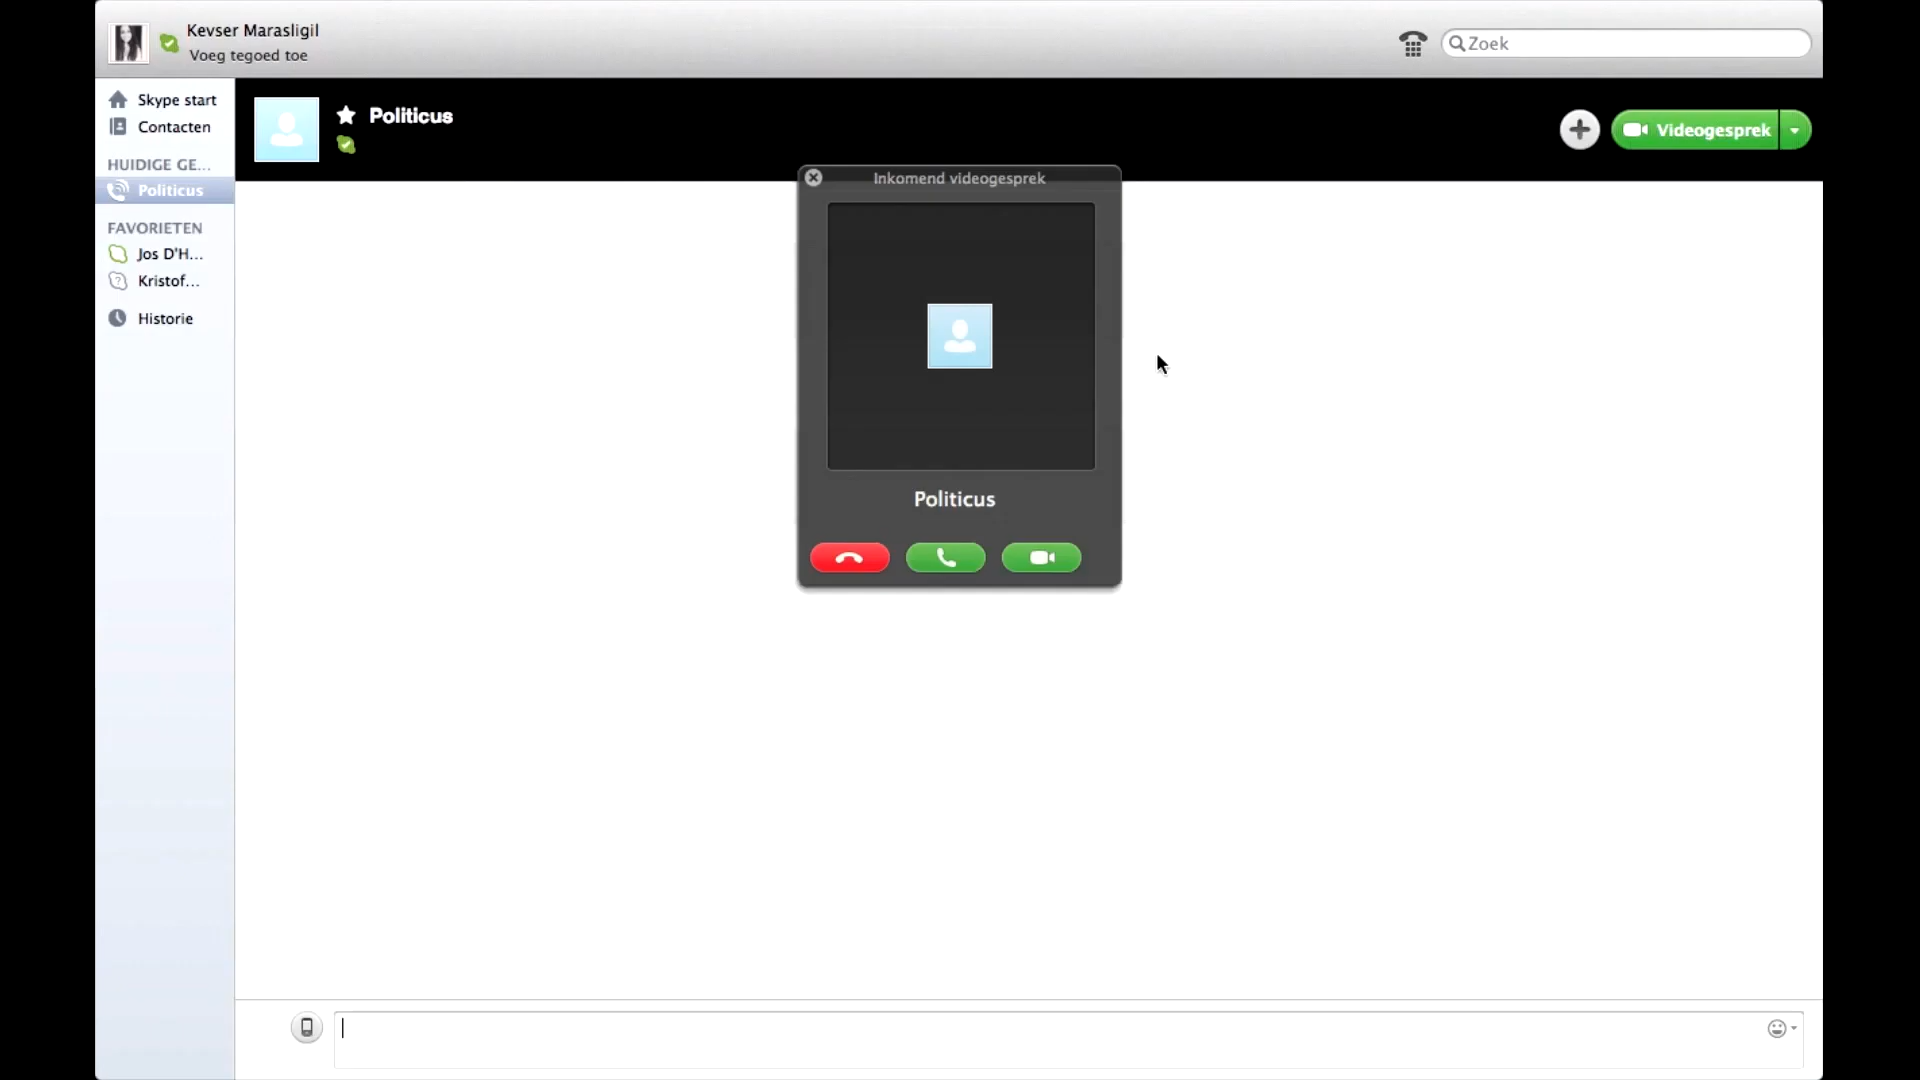 Kevser Marasligil
Voeg tegoed toe
Zoek
Skype start
Contacten
HUIDIGE GE...
Politicus
FAVORIETEN
Jos D'H...
Kristof...
Historie
Politicus
Videogesprek
Inkomend videogesprek
Politicus